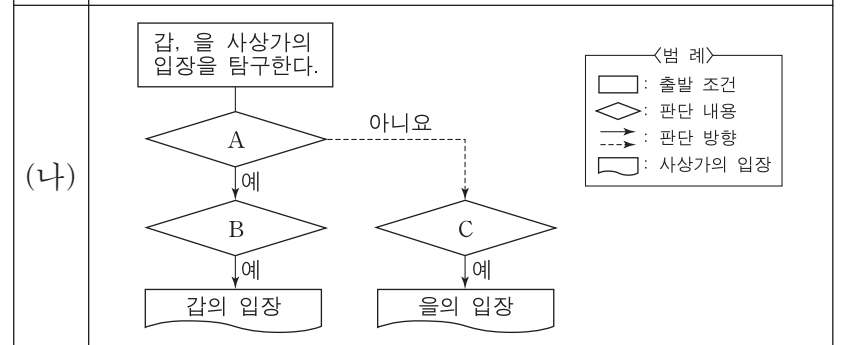 (나)
갑, 을 사상가의
입장을 탐구한다.
A
아니요
예
B
C
예
예
갑의 입장
을의 입장
〈범 례〉
: 출발 조건
: 판단 내용
: 판단 방향
: 사상가의 입장